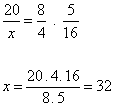 20/x = 8/4 . 5/16
x = 20 . 4 . 16/8 . 5 = 32